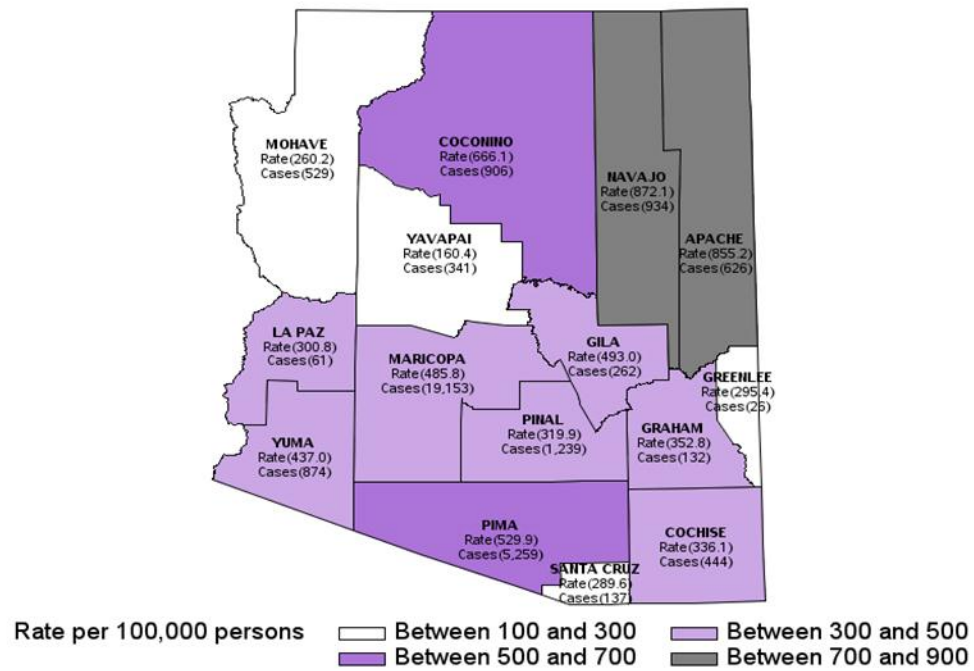 MOHAVE
Rate(260.2)
Cases(529)
COCONINO
Rate(666.1)
Cases(906)
NAVAJO
Rate(872.1)
Cases(934)
APACHE
Rate(855.2)
Cases(626)
YAVAPAI
Rate(160.4)
Cases(341)
LA PAZ
Rate(300.8)
Cases(61)
MARICOPA
Rate(485.8)
Cases(19,153)
GILA
Rate(493.0)
Cases(262)
GREENLEE
Rate(295.4)
Cases(26)
YUMA
Rate(437.0)
Cases(874)
PINAL
Rate(319.9)
Cases(1,239)
GRAHAM
Rate(352.8)
Cases(132)
PIMA
Rate(529.9)
Cases(5,259)
COCHISE
Rate(336.1)
Cases(444)
SANTA CRUZ
Rate(289.6)
Cases(137)
Rate per 100,000 persons
Between 100 and 300
Between 300 and 500
Between 500 and 700
Between 700 and 900